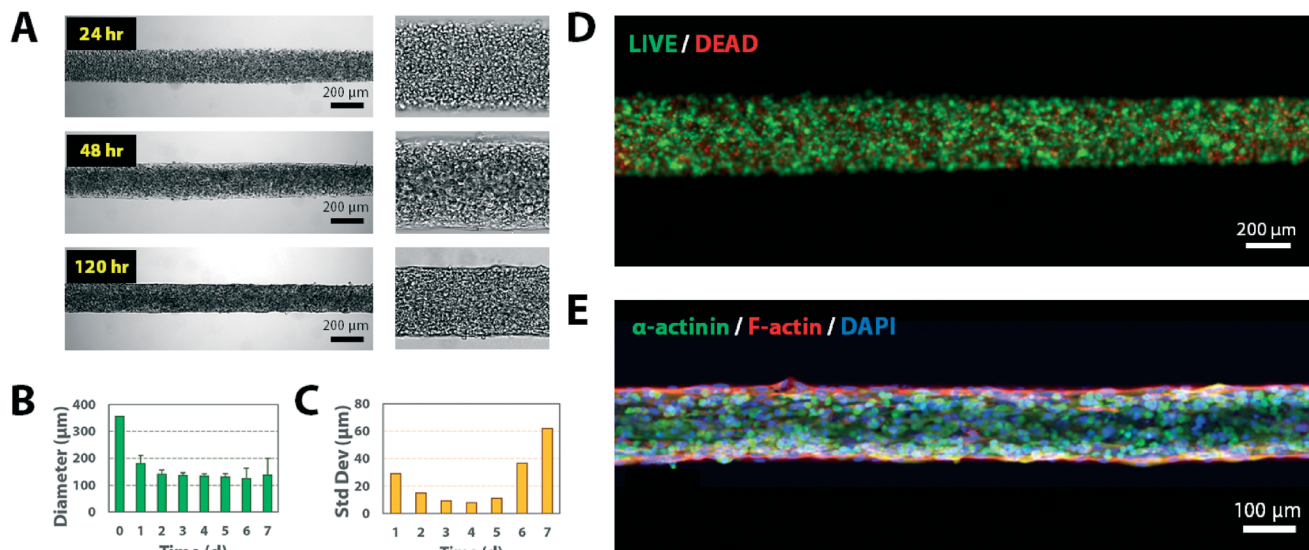 A
24 hr
200 μm
48 hr
200 μm
120 hr
200 μm
B
Diameter (μm)
400
300
200
100
0
0 1 2 3 4 5 6 7
Time (d)
C
Std Dev (μm)
80
60
40
20
0
1 2 3 4 5 6 7
Time (d)
D
LIVE / DEAD
200 μm
E
α-actinin / F-actin / DAPI
100 μm